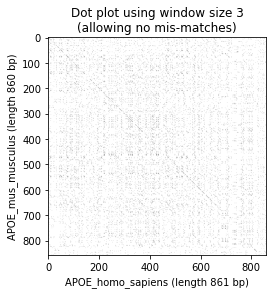 Dot plot using window size 3
(allowing no mis-matches)
0
100
200
300
400
500
600
700
800
APOE_mus_musculus (length 860 bp)
0 200 400 600 800
APOE_homo_sapiens (length 861 bp)